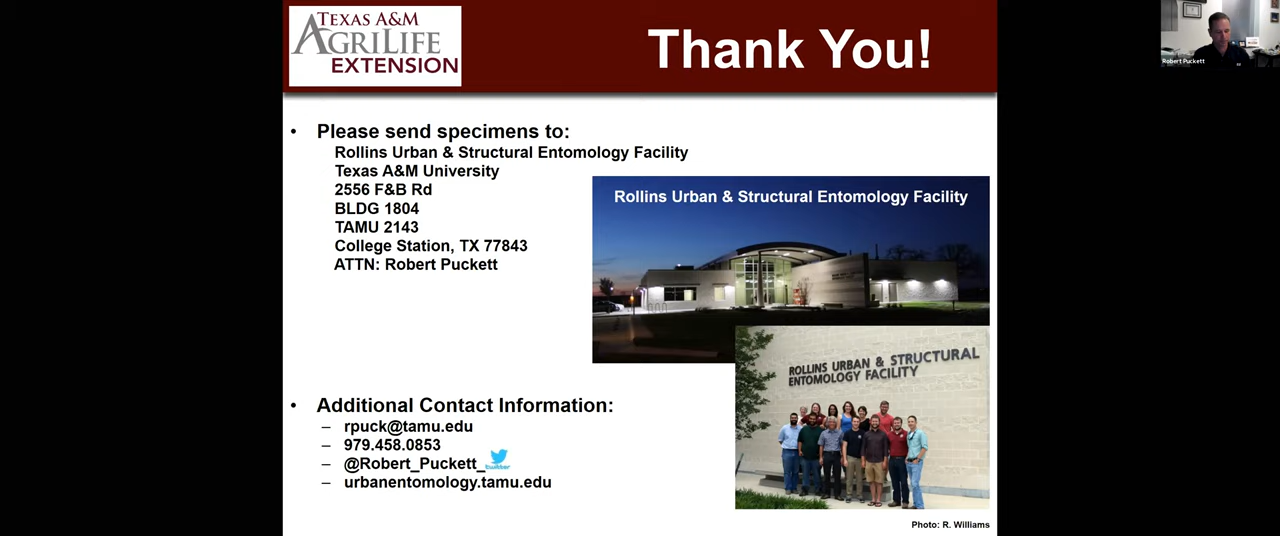 TEXAS A&M
AGRILIFE
EXTENSION
Thank You!
Robert Puckett
• Please send specimens to:
Rollins Urban & Structural Entomology Facility
Texas A&M University
2556 F&B Rd
BLDG 1804
TAMU 2143
College Station, TX 77843
ATTN: Robert Puckett
Rollins Urban & Structural Entomology Facility
ROLLINS URBAN & STRUCTURAL
ENTOMOLOGY FACILITY
• Additional Contact Information:
– rpuck@tamu.edu
– 979.458.0853
– @Robert_Puckett_ twitter
– urbanentomology.tamu.edu
Photo: R. Williams